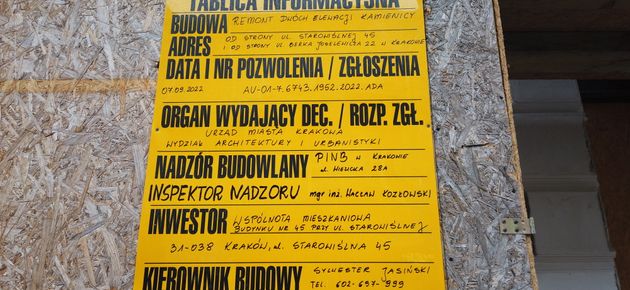 TABLICA INFORMACYJNA
BUDOWA REMONT DWÓCH ELEWACJI KAMIENICY
ADRES OD STRONY UL. STAROWIŚLNEJ 45
I OD STRONY UL. BERKA JOSELEWICZA 22 W KRAKOWIE
DATA I NR POZWOLENIA / ZGŁOSZENIA
07.09.2022 AU-01-7.6743.1952.2022.ADA
ORGAN WYDAJĄCY DEC. / ROZP. ZGŁ.
URZĄD MIASTA KRAKOWA
WYDZIAŁ ARCHITEKTURY I URBANISTYKI
NADZÓR BUDOWLANY PINB W KRAKOWIE
ul. WIELICKA 28A
INSPEKTOR NADZORU mgr inż. WACŁAW KOZŁOWSKI
INWESTOR WSPÓLNOTA MIESZKANIOWA
BUDYNKU NR 45 PRZY UL. STAROWIŚLNEJ
31-038 KRAKÓW, ul. STAROWIŚLNA 45
KIEROWNIK BUDOWY SYLWESTER JASIŃSKI
TEL. 602-697-999